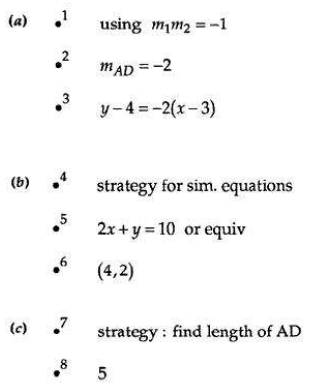 (a) •1 using m₁m₂ = −1
•2 m_AD = −2
•3 y − 4 = −2(x − 3)
(b) •4 strategy for sim. equations
•5 2x + y = 10 or equiv
•6 (4, 2)
(c) •7 strategy : find length of AD
•8 5